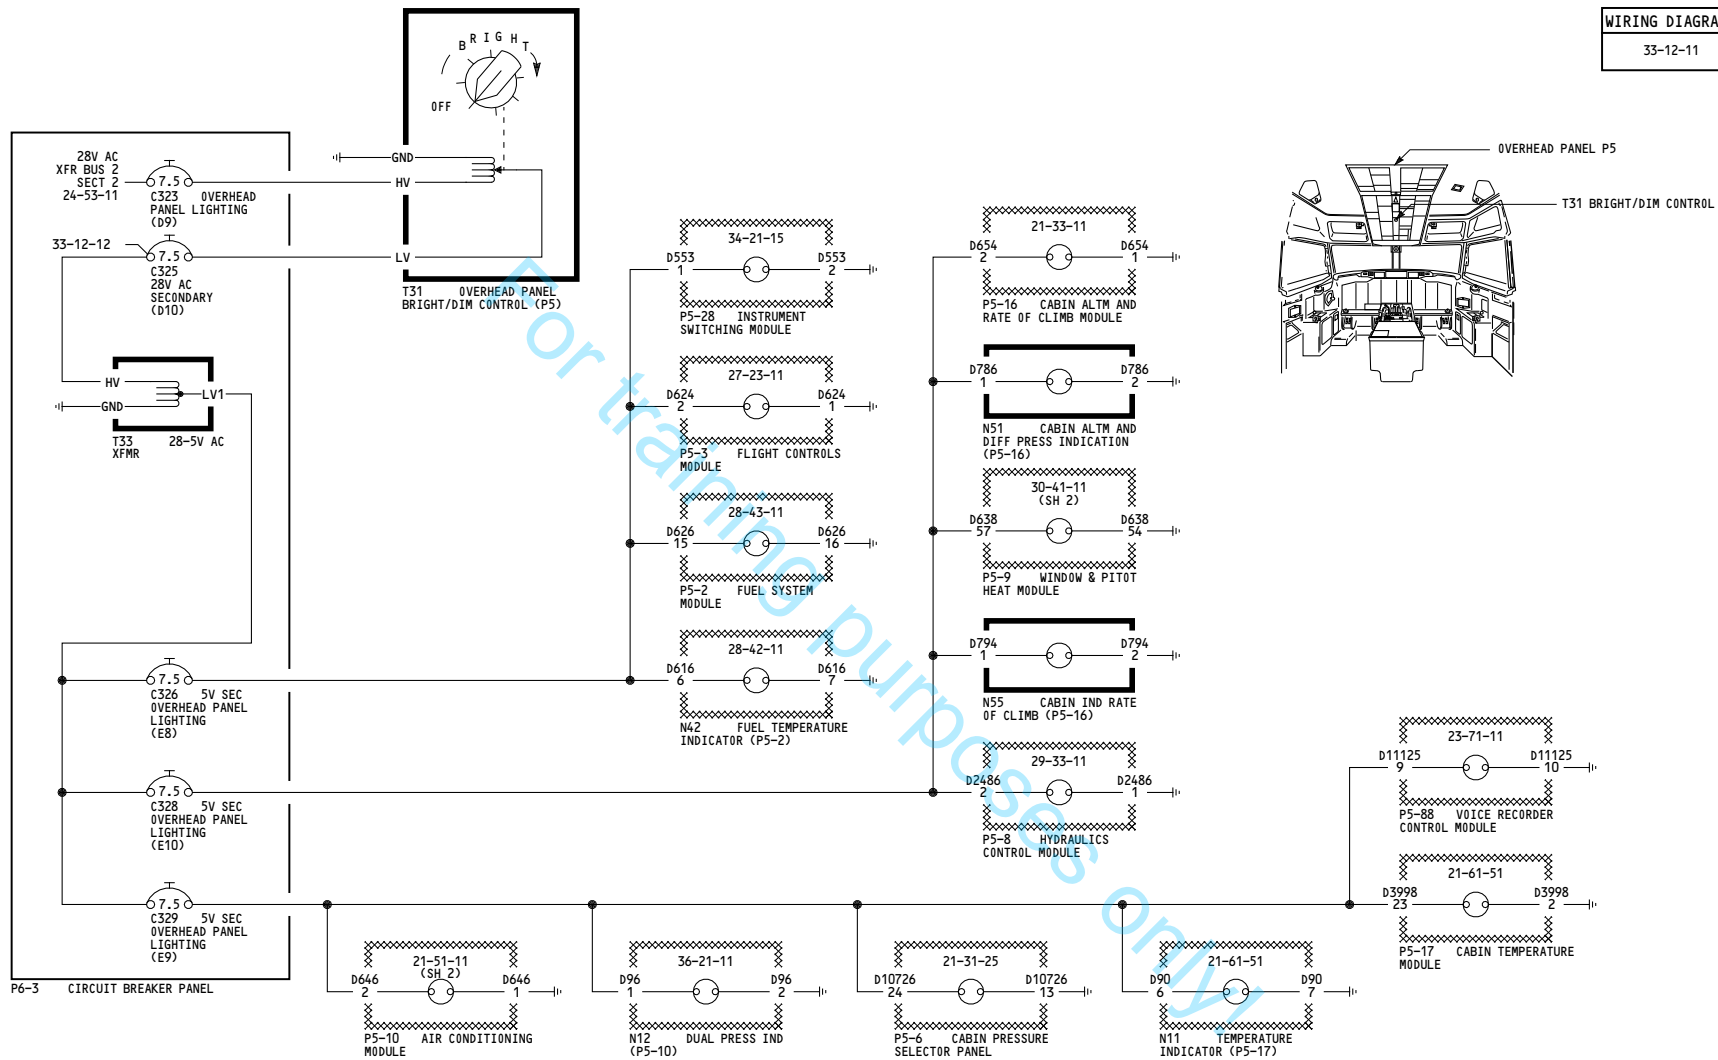 WIRING DIAGRA
33-12-11
B R I G H T
OFF
28V AC
XFR BUS 2
SECT 2
24-53-11
7.5
C323 OVERHEAD
PANEL LIGHTING
(D9)
33-12-12
7.5
C325
28V AC
SECONDARY
(D10)
GND
HV
LV
T31 OVERHEAD PANEL
BRIGHT/DIM CONTROL (P5)
HV
GND
LV1
T33 28-5V AC
XFMR
7.5
C326 5V SEC
OVERHEAD PANEL
LIGHTING
(E8)
7.5
C328 5V SEC
OVERHEAD PANEL
LIGHTING
(E10)
7.5
C329 5V SEC
OVERHEAD PANEL
LIGHTING
(E9)
P6-3 CIRCUIT BREAKER PANEL
34-21-15
D553 D553
1 2
P5-28 INSTRUMENT
SWITCHING MODULE
27-23-11
D624 D624
2 1
P5-3 FLIGHT CONTROLS
MODULE
28-43-11
D626 D626
15 16
P5-2 FUEL SYSTEM
MODULE
28-42-11
D616 D616
6 7
N42 FUEL TEMPERATURE
INDICATOR (P5-2)
21-33-11
D654 D654
2 1
P5-16 CABIN ALTM AND
RATE OF CLIMB MODULE
D786 D786
1 2
N51 CABIN ALTM AND
DIFF PRESS INDICATION
(P5-16)
30-41-11
(SH 2)
D638 D638
57 54
P5-9 WINDOW & PITOT
HEAT MODULE
D794 D794
1 2
N55 CABIN IND RATE
OF CLIMB (P5-16)
29-33-11
D2486 D2486
2 1
P5-8 HYDRAULICS
CONTROL MODULE
OVERHEAD PANEL P5
T31 BRIGHT/DIM CONTROL
23-71-11
D11125 D11125
9 10
P5-88 VOICE RECORDER
CONTROL MODULE
21-61-51
D3998 D3998
23 2
P5-17 CABIN TEMPERATURE
MODULE
21-51-11
(SH 2)
D646 D646
2 1
P5-10 AIR CONDITIONING
MODULE
36-21-11
D96 D96
1 2
N12 DUAL PRESS IND
(P5-10)
21-31-25
D10726 D10726
24 13
P5-6 CABIN PRESSURE
SELECTOR PANEL
21-61-51
D90 D90
6 7
N11 TEMPERATURE
INDICATOR (P5-17)
For training purposes only!